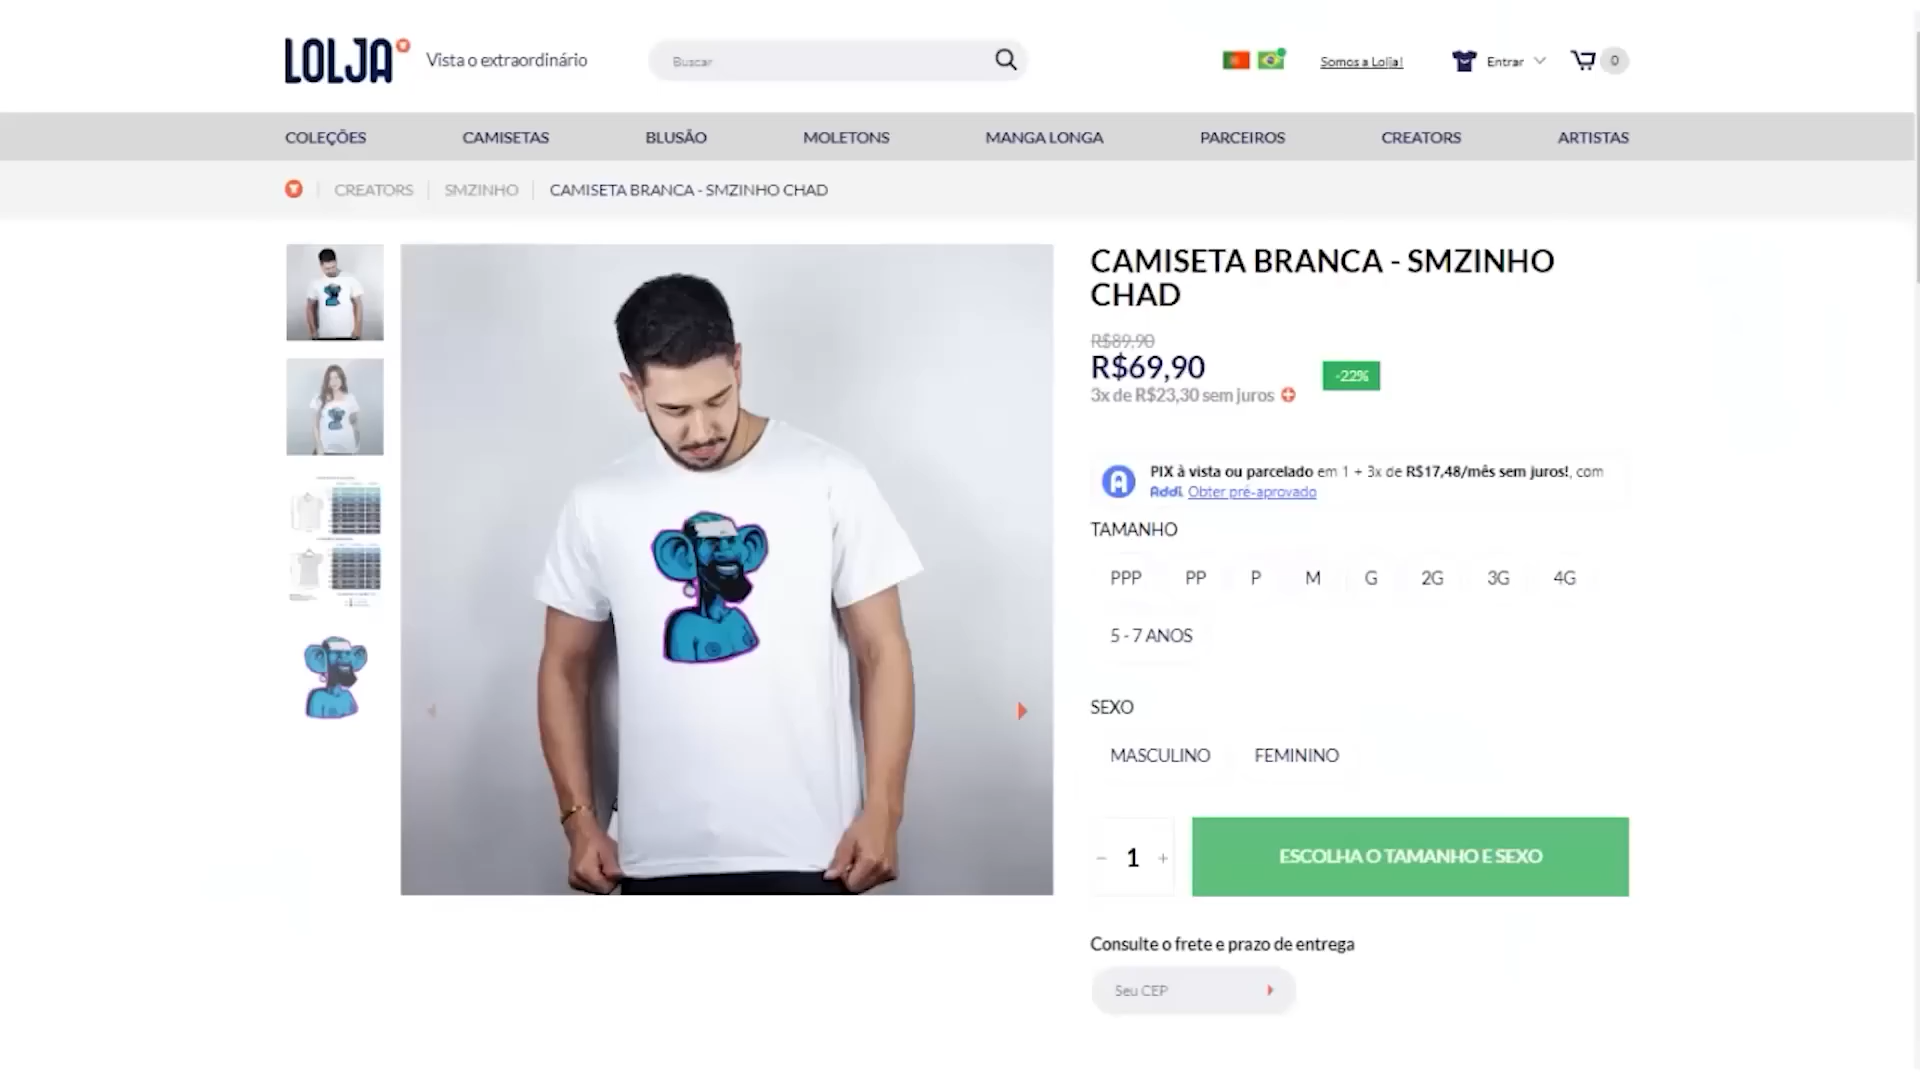 LOLJA
Vista o extraordinário
Buscar
Somos a Lolja!
Entrar
0
COLEÇÕES
CAMISETAS
BLUSÃO
MOLETONS
MANGA LONGA
PARCEIROS
CREATORS
ARTISTAS
CREATORS
SMZINHO
CAMISETA BRANCA - SMZINHO CHAD
CAMISETA BRANCA - SMZINHO
CHAD
R$89,90
R$69,90
-22%
3x de R$23,30 sem juros
PIX à vista ou parcelado em 1 + 3x de R$17,48/mês sem juros!, com
Addi. Obter pré-aprovado
TAMANHO
PPP PP P M G 2G 3G 4G
5 - 7 ANOS
SEXO
MASCULINO FEMININO
- 1 +
ESCOLHA O TAMANHO E SEXO
Consulte o frete e prazo de entrega
Seu CEP